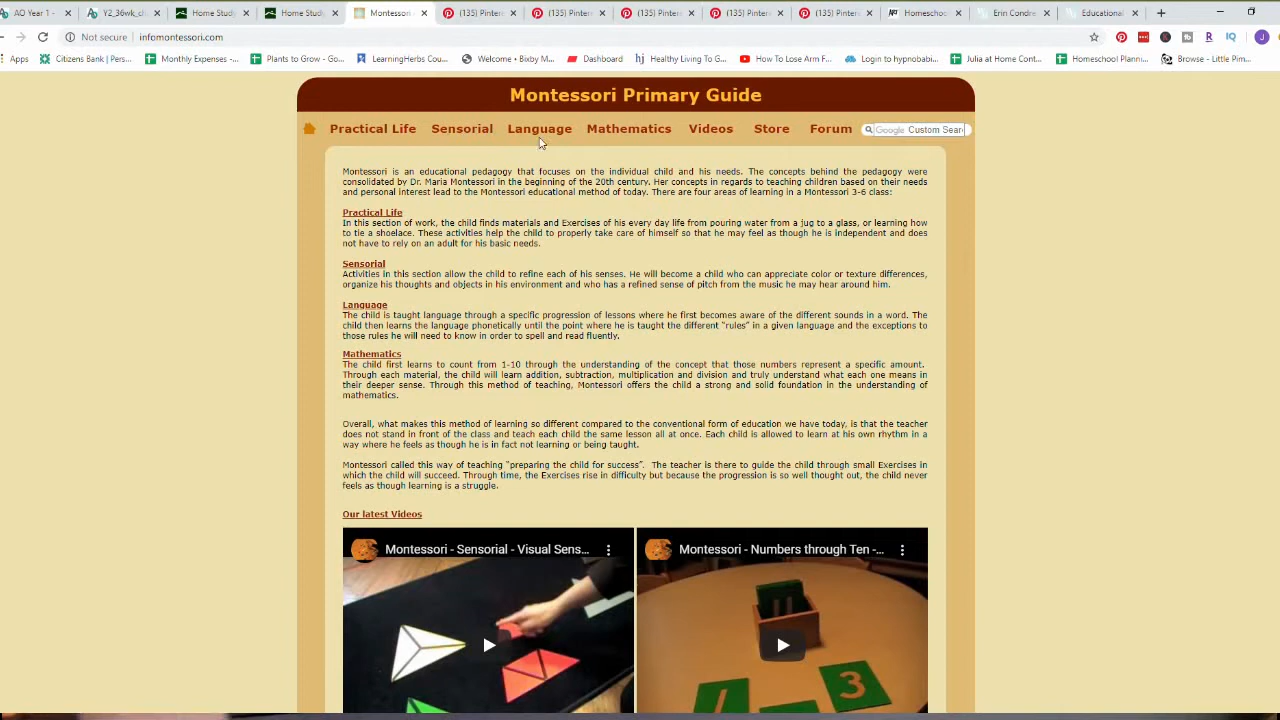 AO Year 1 -
Y2_36wk_ch
Home Study
Home Study
Montessori
(135) Pinter
(135) Pinter
(135) Pinter
(135) Pinter
(135) Pinter
Homescho
Erin Condre
Educational
Not secure | infomontessori.com
Apps
Citizens Bank | Pers...
Monthly Expenses -...
Plants to Grow - Go...
LearningHerbs Cou...
Welcome • Bixby M...
Dashboard
Healthy Living To G...
How To Lose Arm F...
Login to hypnobabi...
Julia at Home Cont...
Homeschool Planni...
Browse - Little Pim...
Montessori Primary Guide
Practical Life Sensorial Language Mathematics Videos Store Forum Google Custom Sear
Montessori is an educational pedagogy that focuses on the individual child and his needs. The concepts behind the pedagogy were
consolidated by Dr. Maria Montessori in the beginning of the 20th century. Her concepts in regards to teaching children based on their needs
and personal interest lead to the Montessori educational method of today. There are four areas of learning in a Montessori 3-6 class:
Practical Life
In this section of work, the child finds materials and Exercises of his every day life from pouring water from a jug to a glass, or learning how
to tie a shoelace. These activities help the child to properly take care of himself so that he may feel as though he is independent and does
not have to rely on an adult for his basic needs.
Sensorial
Activities in this section allow the child to refine each of his senses. He will become a child who can appreciate color or texture differences,
organize his thoughts and objects in his environment and who has a refined sense of pitch from the music he may hear around him.
Language
The child is taught language through a specific progression of lessons where he first becomes aware of the different sounds in a word. The
child then learns the language phonetically until the point where he is taught the different "rules" in a given language and the exceptions to
those rules he will need to know in order to spell and read fluently.
Mathematics
The child first learns to count from 1-10 through the understanding of the concept that those numbers represent a specific amount.
Through each material, the child will learn addition, subtraction, multiplication and division and truly understand what each one means in
their deeper sense. Through this method of teaching, Montessori offers the child a strong and solid foundation in the understanding of
mathematics.
Overall, what makes this method of learning so different compared to the conventional form of education we have today, is that the teacher
does not stand in front of the class and teach each child the same lesson all at once. Each child is allowed to learn at his own rhythm in a
way where he feels as though he is in fact not learning or being taught.
Montessori called this way of teaching "preparing the child for success". The teacher is there to guide the child through small Exercises in
which the child will succeed. Through time, the Exercises rise in difficulty but because the progression is so well thought out, the child never
feels as though learning is a struggle.
Our latest Videos
Montessori - Sensorial - Visual Sens...
Montessori - Numbers through Ten -...
1
3